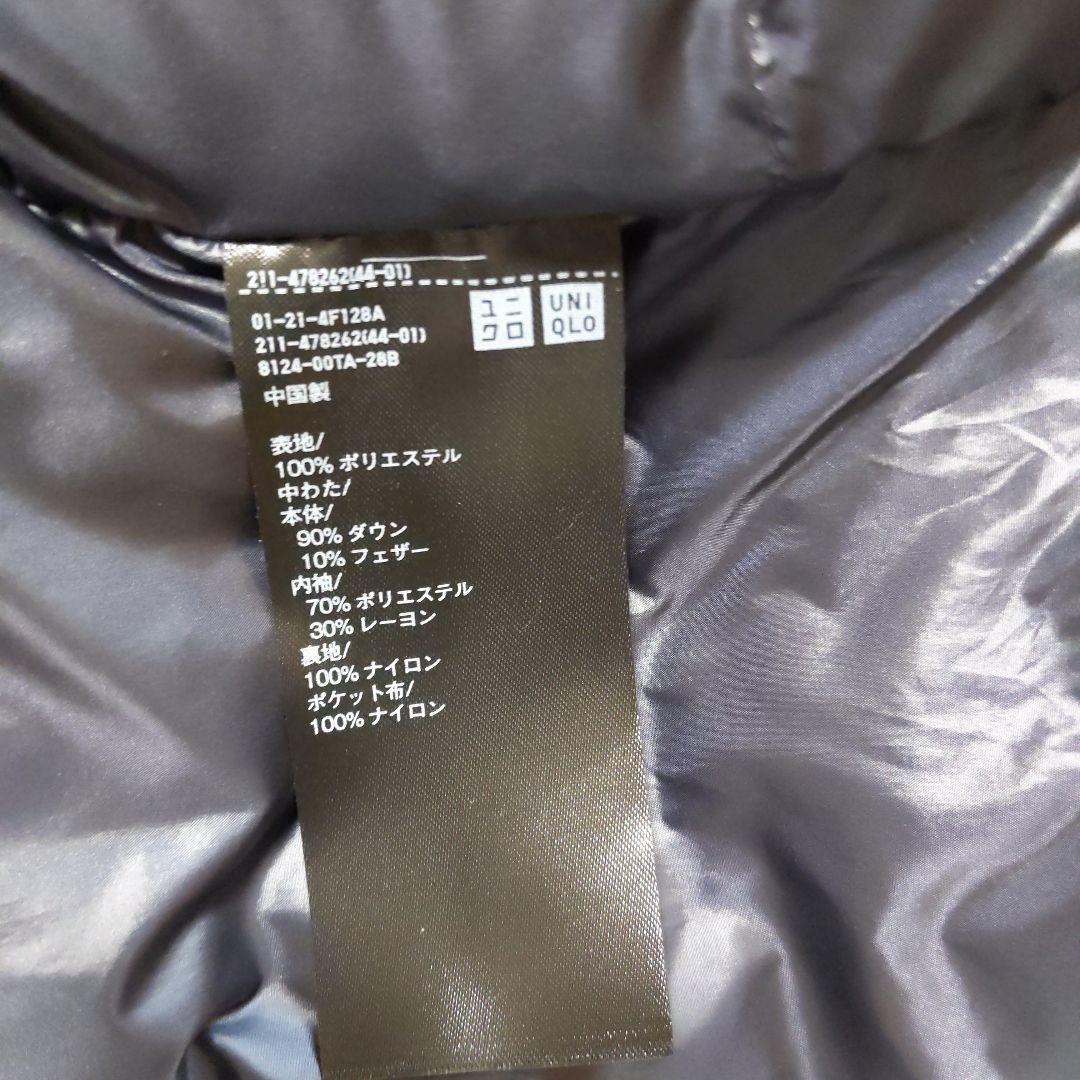 211-478262(44-01)
01-21-4F128A
211-478262(44-01)
8124-00TA-28B
中国製
ユニ
クロ
UNI
QLO
表地/
100% ポリエステル
中わた/
本体/
90% ダウン
10% フェザー
内袖/
70% ポリエステル
30% レーヨン
裏地/
100% ナイロン
ポケット布/
100% ナイロン